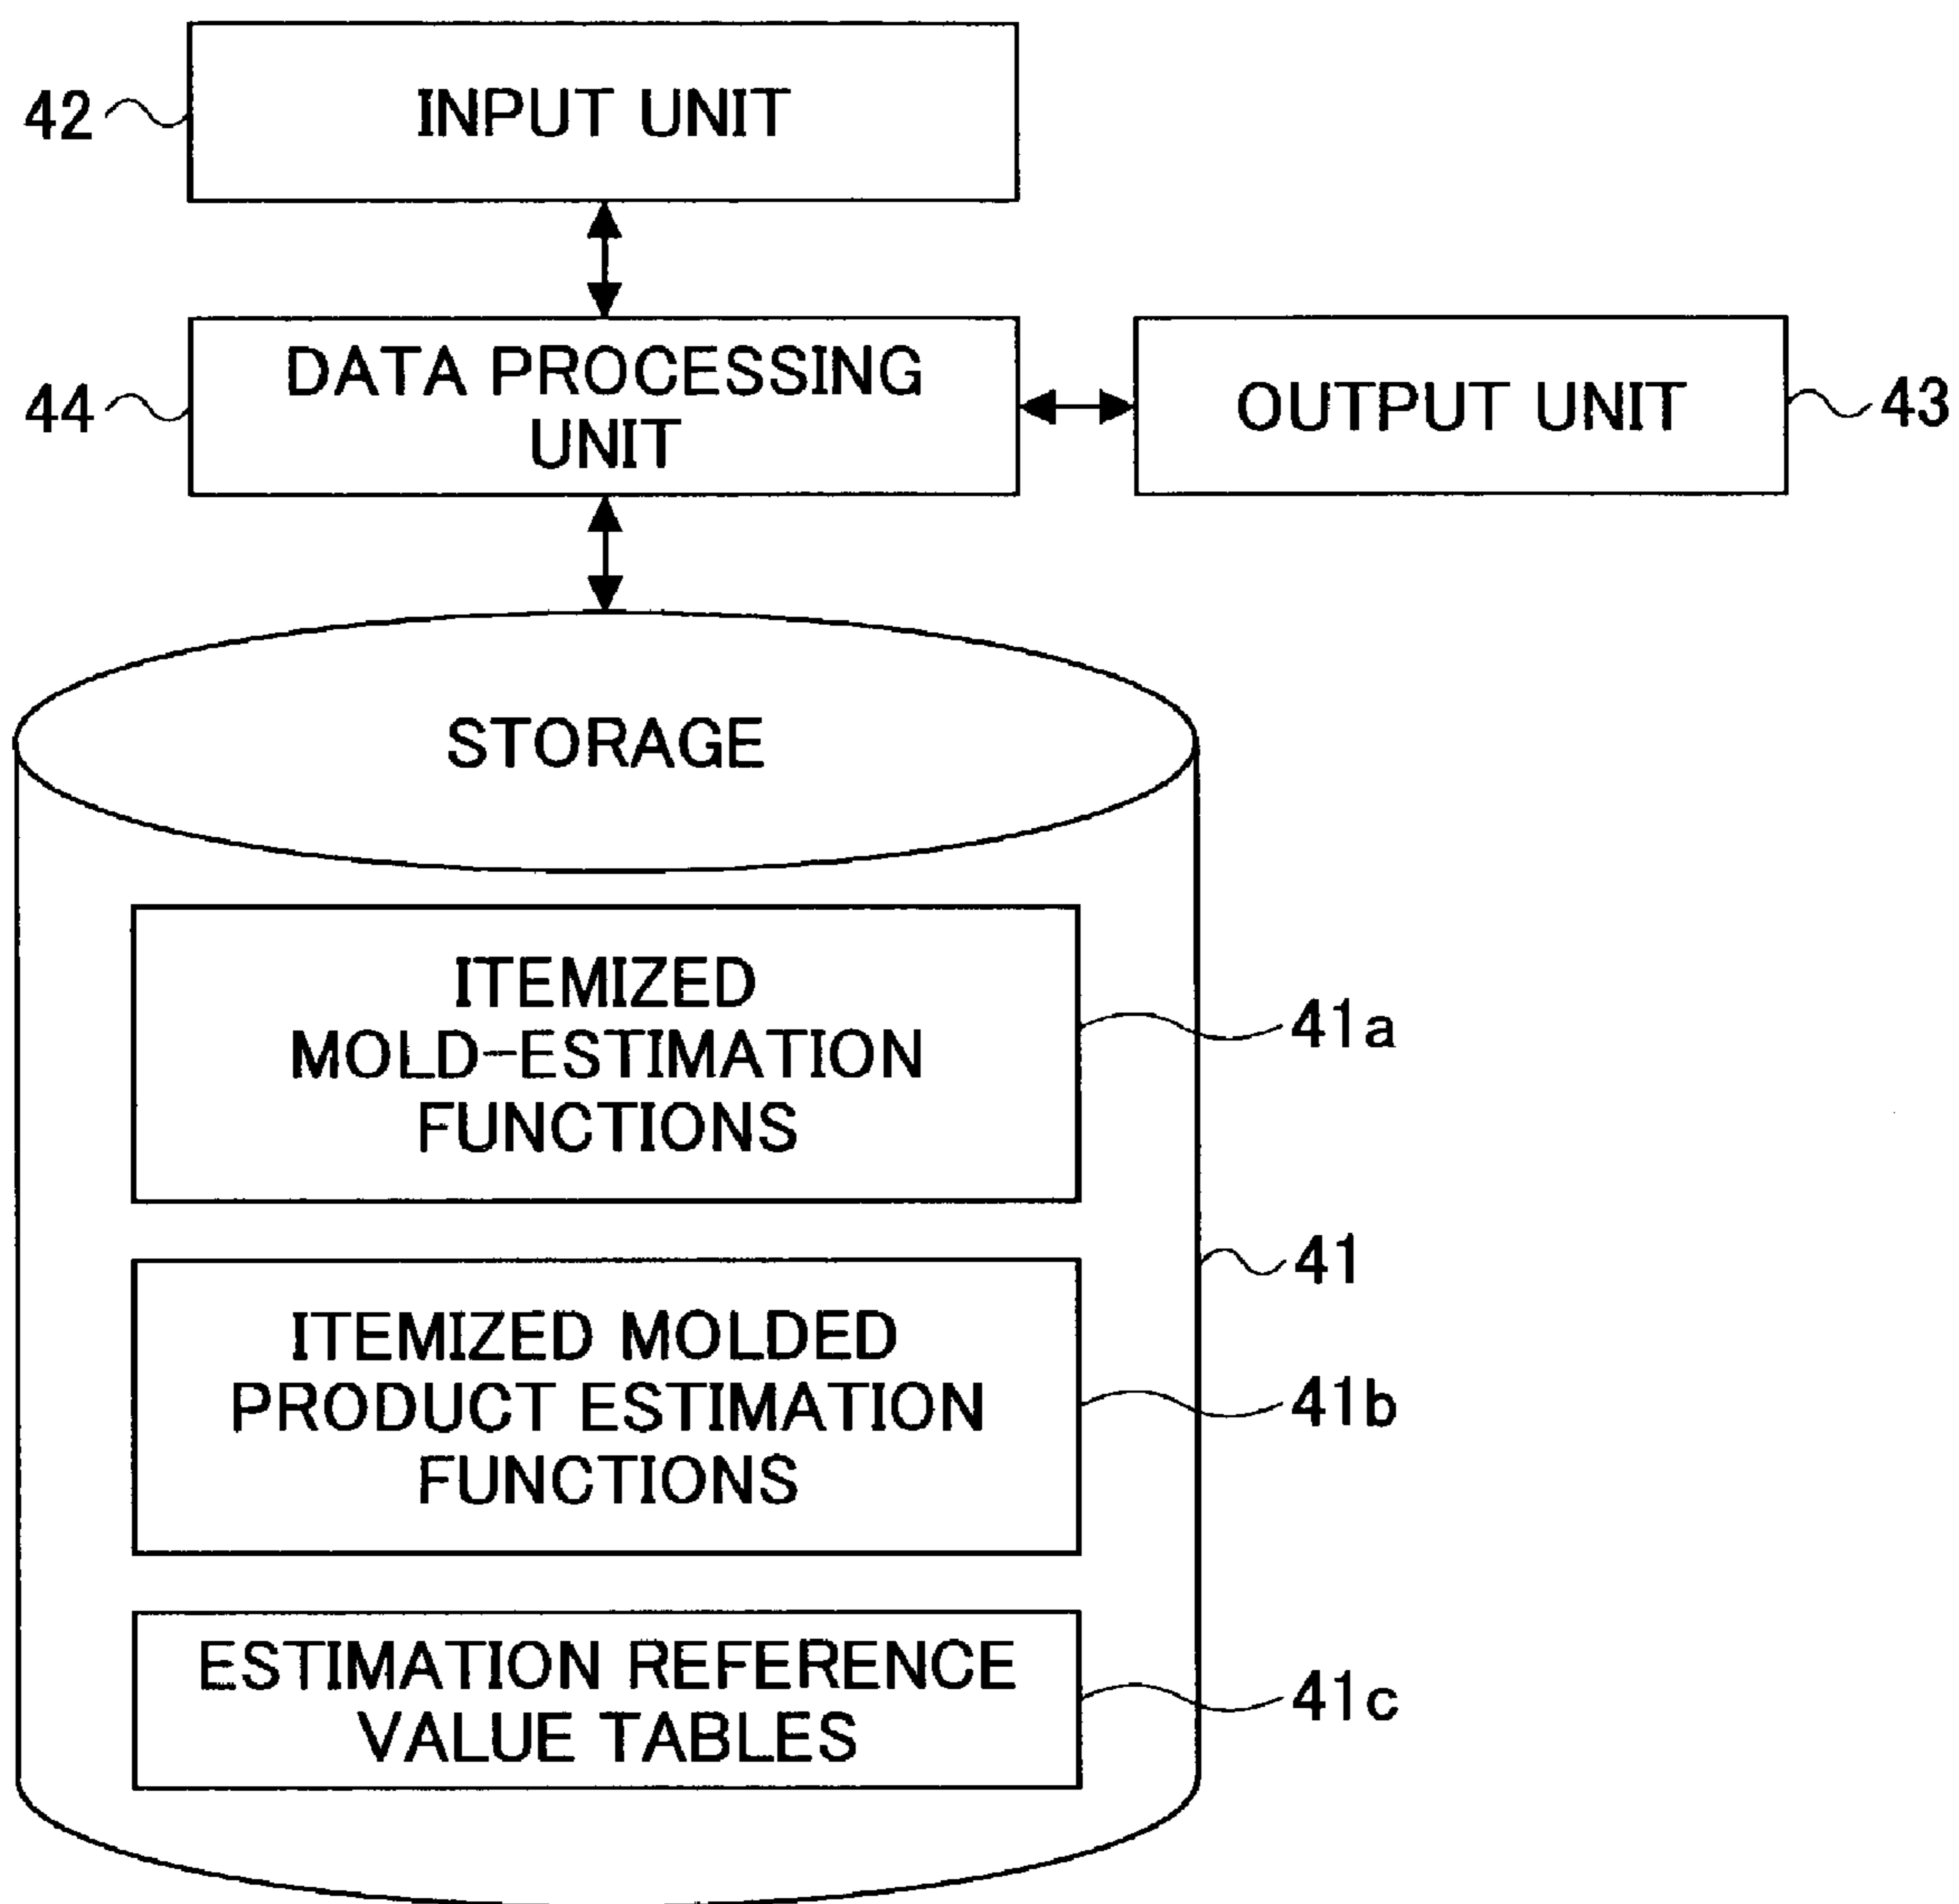 42
INPUT UNIT
44
DATA PROCESSING
UNIT
OUTPUT UNIT
43
STORAGE
ITEMIZED
MOLD-ESTIMATION
FUNCTIONS
41a
41
ITEMIZED MOLDED
PRODUCT ESTIMATION
FUNCTIONS
41b
ESTIMATION REFERENCE
VALUE TABLES
41c